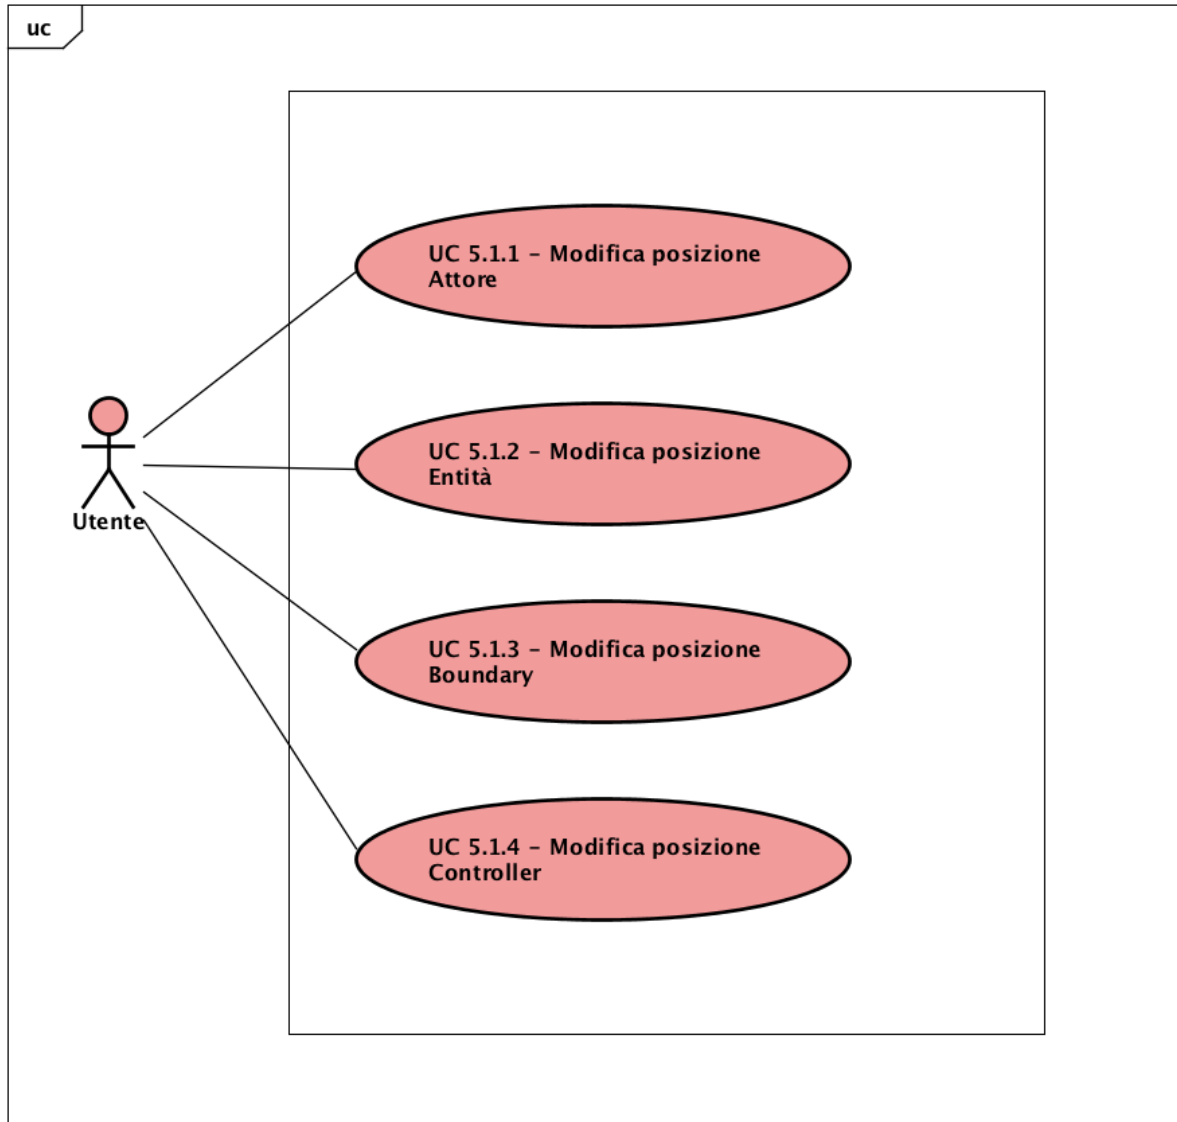 uc
UC 5.1.1 – Modifica posizione
Attore
UC 5.1.2 – Modifica posizione
Entità
Utente
UC 5.1.3 – Modifica posizione
Boundary
UC 5.1.4 – Modifica posizione
Controller